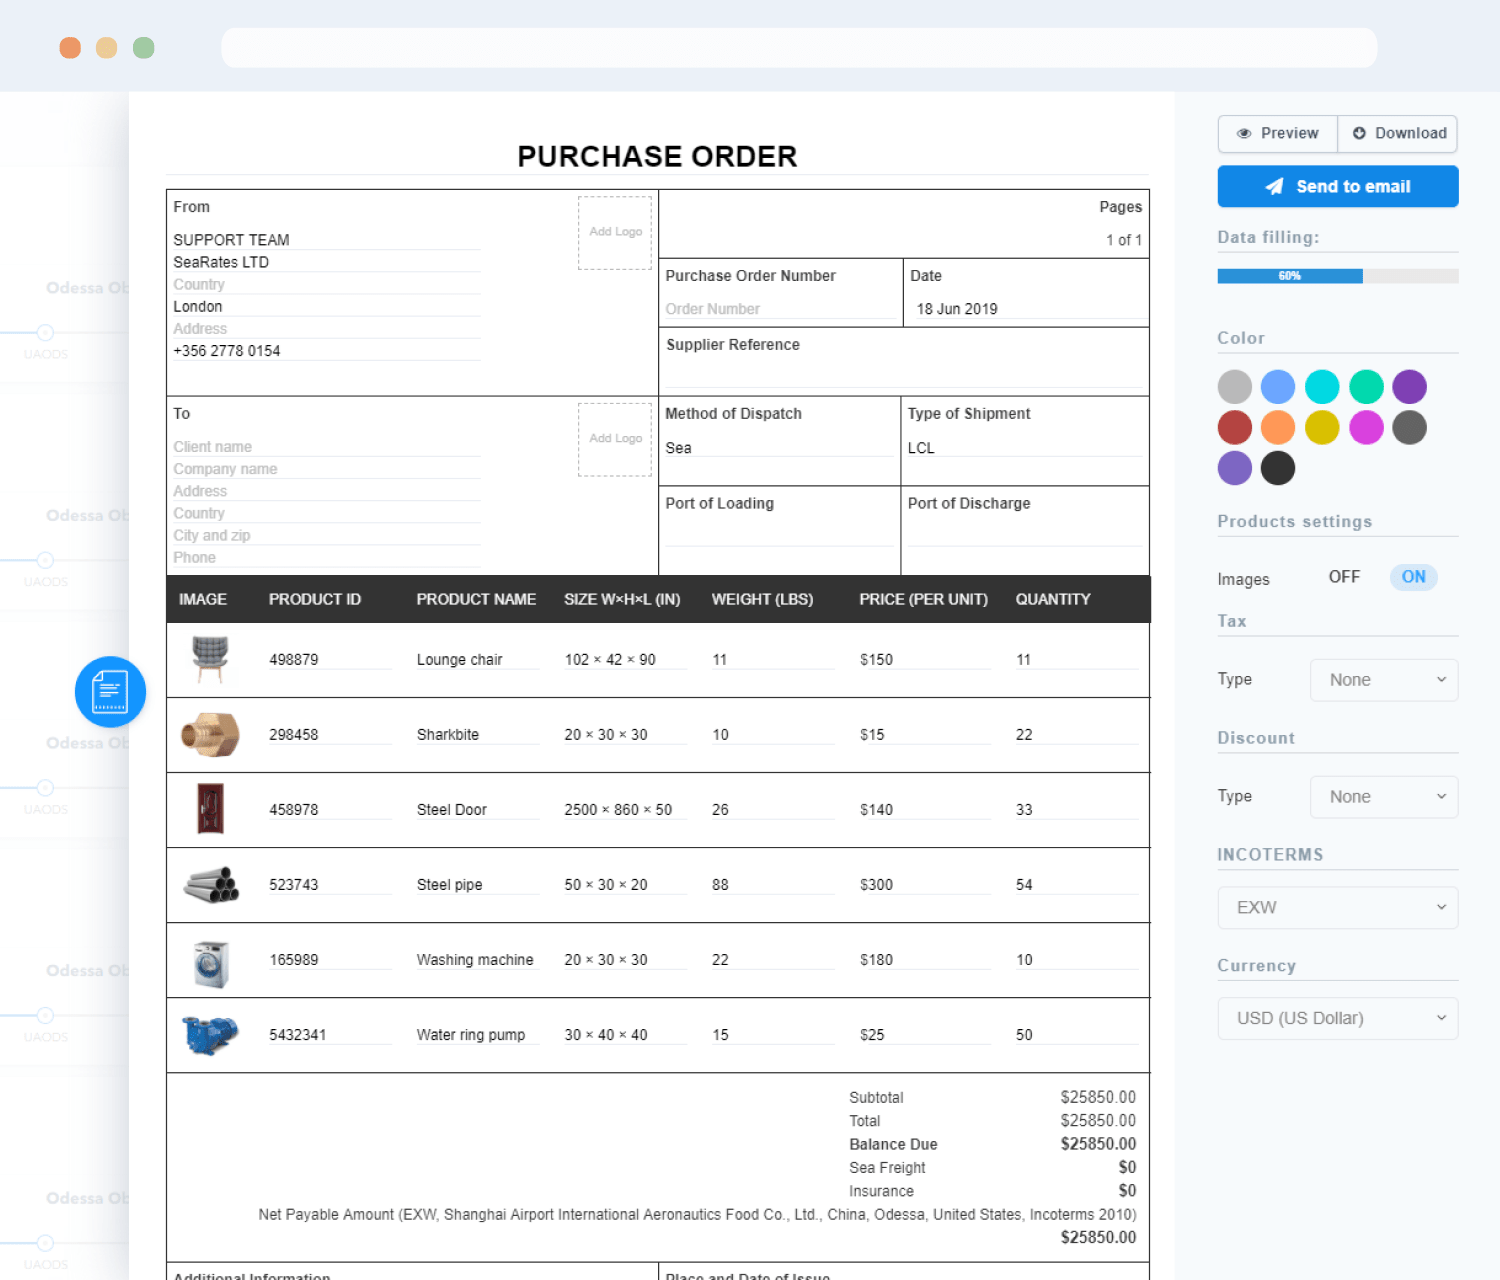 Preview
Download
Send to email
Data filling:
60%
Color
Products settings
Images OFF ON
Tax
Type None
Discount
Type None
INCOTERMS
EXW
Currency
USD (US Dollar)
PURCHASE ORDER
From
SUPPORT TEAM
SeaRates LTD
Country
London
Address
+356 2778 0154
Add Logo
Pages
1 of 1
Purchase Order Number
Order Number
Date
18 Jun 2019
Supplier Reference
To
Client name
Company name
Address
Country
City and zip
Phone
Add Logo
Method of Dispatch
Sea
Type of Shipment
LCL
Port of Loading
Port of Discharge
IMAGE PRODUCT ID PRODUCT NAME SIZE W×H×L (IN) WEIGHT (LBS) PRICE (PER UNIT) QUANTITY
498879 Lounge chair 102 × 42 × 90 11 $150 11
298458 Sharkbite 20 × 30 × 30 10 $15 22
458978 Steel Door 2500 × 860 × 50 26 $140 33
523743 Steel pipe 50 × 30 × 20 88 $300 54
165989 Washing machine 20 × 30 × 30 22 $180 10
5432341 Water ring pump 30 × 40 × 40 15 $25 50
Subtotal $25850.00
Total $25850.00
Balance Due $25850.00
Sea Freight $0
Insurance $0
Net Payable Amount (EXW, Shanghai Airport International Aeronautics Food Co., Ltd., China, Odessa, United States, Incoterms 2010)
$25850.00
Additional Information
Place and Date of Issue
Odessa Ob
UAODS
Odessa Ob
UAODS
Odessa Ob
UAODS
Odessa Ob
UAODS
Odessa Ob
UAODS